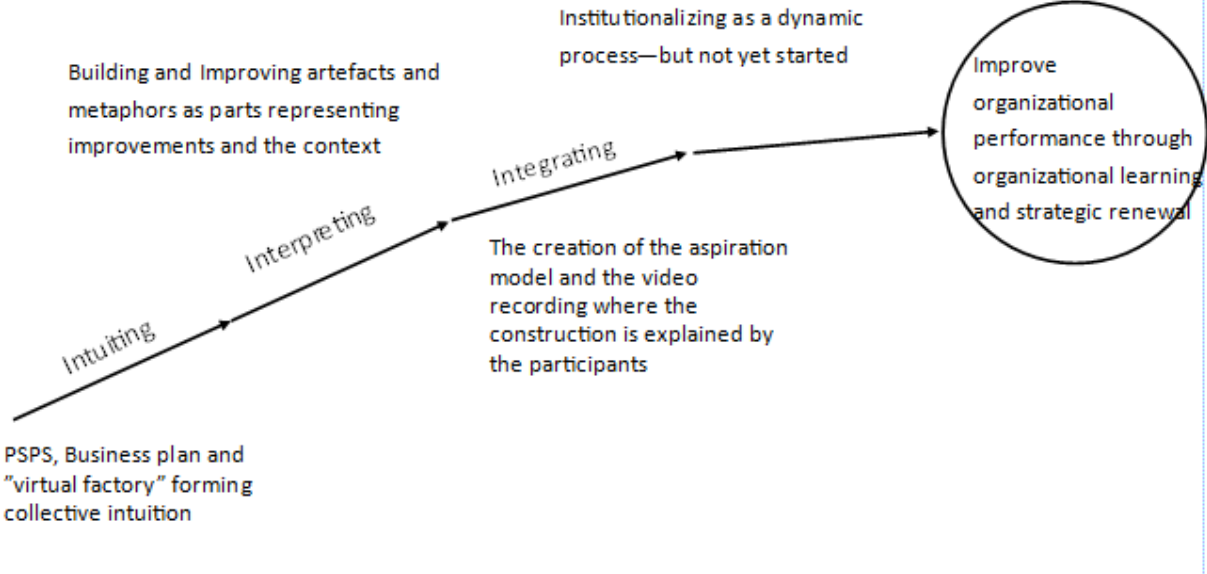 Institutionalizing as a dynamic
process—but not yet started
Building and Improving artefacts and
metaphors as parts representing
improvements and the context
Improve
organizational
performance through
organizational learning
and strategic renewal
Integrating
Interpreting
The creation of the aspiration
model and the video
recording where the
construction is explained by
the participants
Intuiting
PSPS, Business plan and
”virtual factory” forming
collective intuition